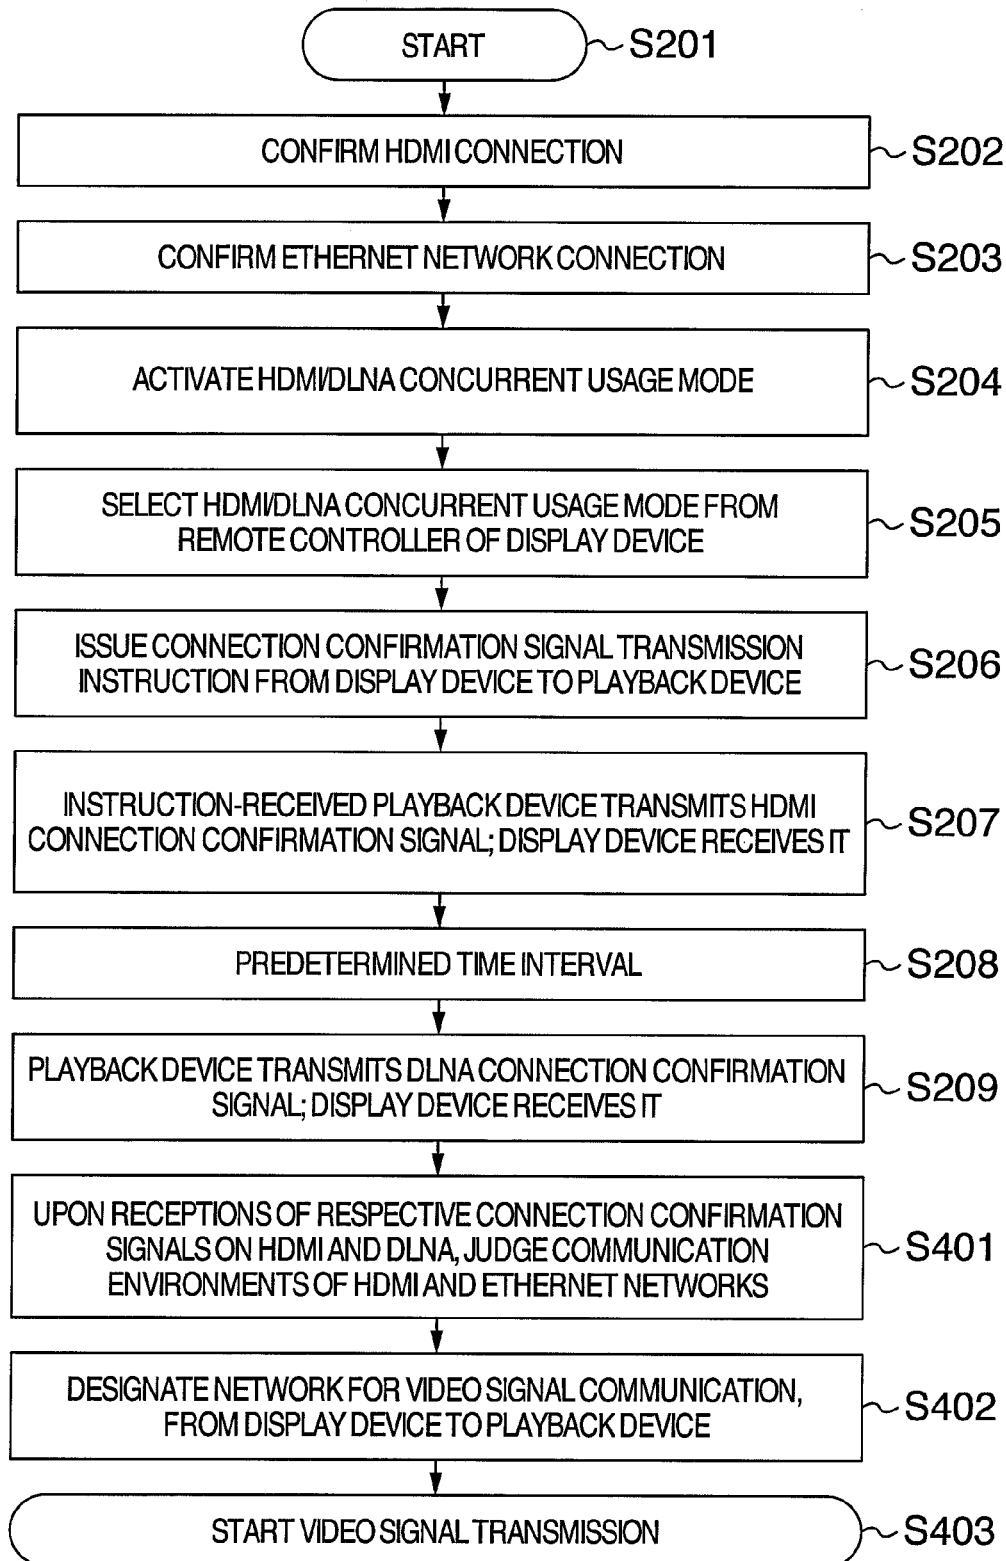 START
S201
CONFIRM HDMI CONNECTION
S202
CONFIRM ETHERNET NETWORK CONNECTION
S203
ACTIVATE HDMI/DLNA CONCURRENT USAGE MODE
S204
SELECT HDMI/DLNA CONCURRENT USAGE MODE FROM
REMOTE CONTROLLER OF DISPLAY DEVICE
S205
ISSUE CONNECTION CONFIRMATION SIGNAL TRANSMISSION
INSTRUCTION FROM DISPLAY DEVICE TO PLAYBACK DEVICE
S206
INSTRUCTION-RECEIVED PLAYBACK DEVICE TRANSMITS HDMI
CONNECTION CONFIRMATION SIGNAL; DISPLAY DEVICE RECEIVES IT
S207
PREDETERMINED TIME INTERVAL
S208
PLAYBACK DEVICE TRANSMITS DLNA CONNECTION CONFIRMATION
SIGNAL; DISPLAY DEVICE RECEIVES IT
S209
UPON RECEPTIONS OF RESPECTIVE CONNECTION CONFIRMATION
SIGNALS ON HDMI AND DLNA, JUDGE COMMUNICATION
ENVIRONMENTS OF HDMI AND ETHERNET NETWORKS
S401
DESIGNATE NETWORK FOR VIDEO SIGNAL COMMUNICATION,
FROM DISPLAY DEVICE TO PLAYBACK DEVICE
S402
START VIDEO SIGNAL TRANSMISSION
S403